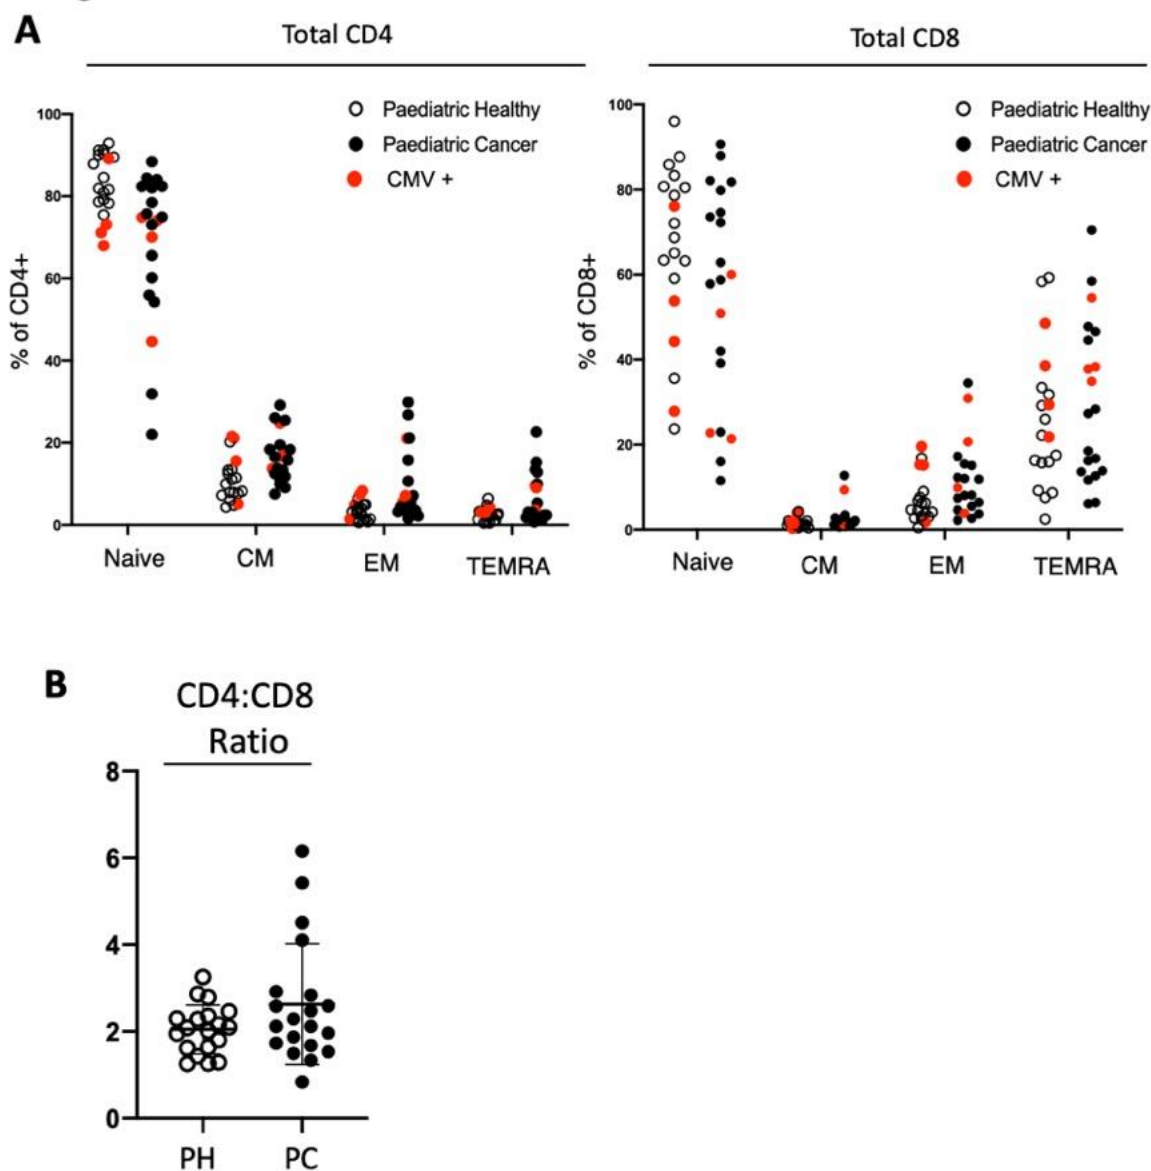 A
Total CD4
Total CD8
Paediatric Healthy
Paediatric Cancer
CMV +
% of CD4+
100
80
60
40
20
0
Naive CM EM TEMRA
Paediatric Healthy
Paediatric Cancer
CMV +
% of CD8+
100
80
60
40
20
0
Naive CM EM TEMRA
B
CD4:CD8
Ratio
8
6
4
2
0
PH PC